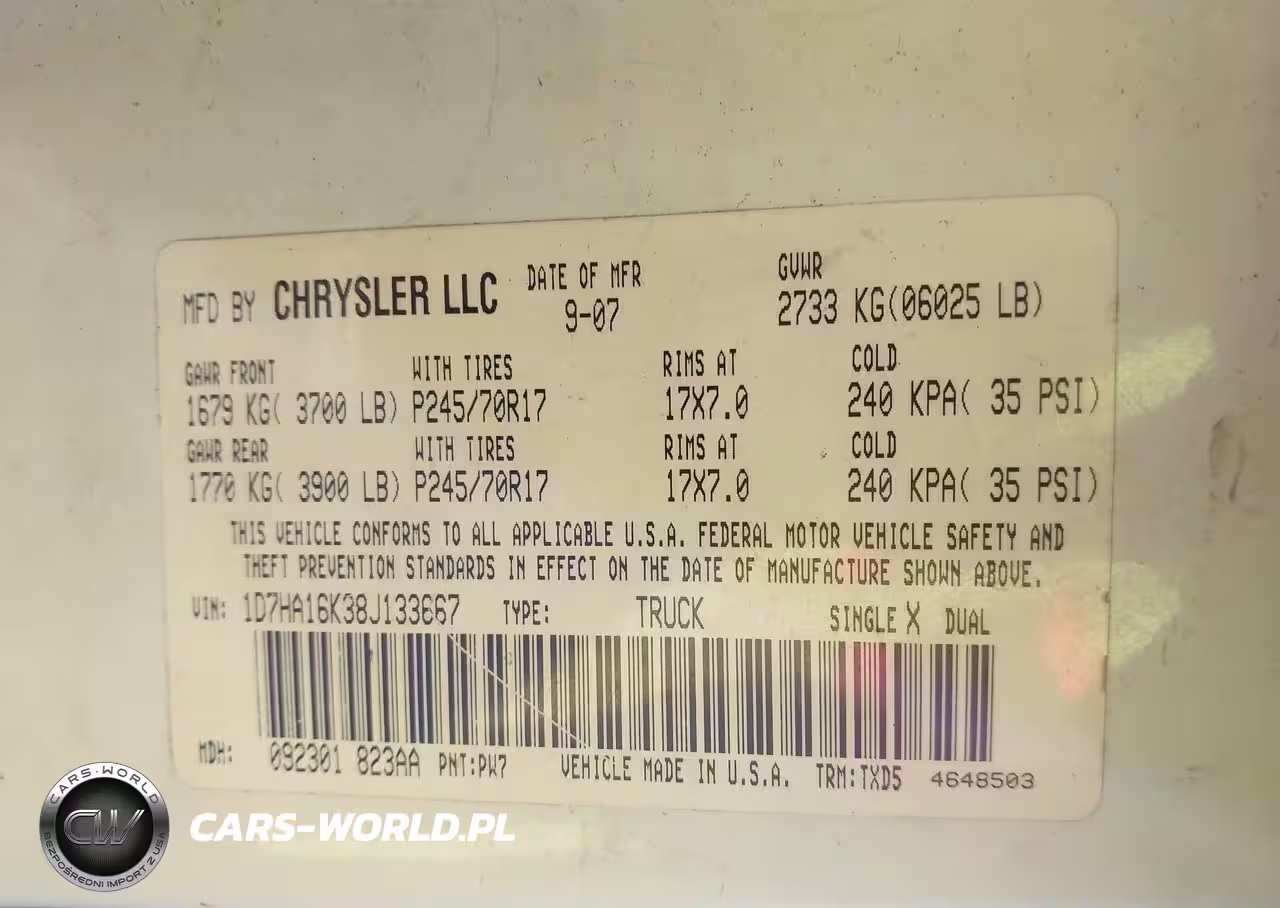 MFD BY CHRYSLER LLC DATE OF MFR 9-07 GVWR 2733 KG(06025 LB)
GAWR FRONT WITH TIRES RIMS AT COLD
1679 KG( 3700 LB) P245/70R17 17X7.0 240 KPA( 35 PSI)
GAWR REAR WITH TIRES RIMS AT COLD
1770 KG( 3900 LB) P245/70R17 17X7.0 240 KPA( 35 PSI)
THIS VEHICLE CONFORMS TO ALL APPLICABLE U.S.A. FEDERAL MOTOR VEHICLE SAFETY AND
THEFT PREVENTION STANDARDS IN EFFECT ON THE DATE OF MANUFACTURE SHOWN ABOVE.
VIN: 1D7HA16K38J133667 TYPE: TRUCK SINGLE X DUAL
MDH: 092301 823AA PNT:PW7 VEHICLE MADE IN U.S.A. TRM:TXD5 4648503
CARS-WORLD
CW
BEZPOŚREDNI IMPORT Z USA
CARS-WORLD.PL